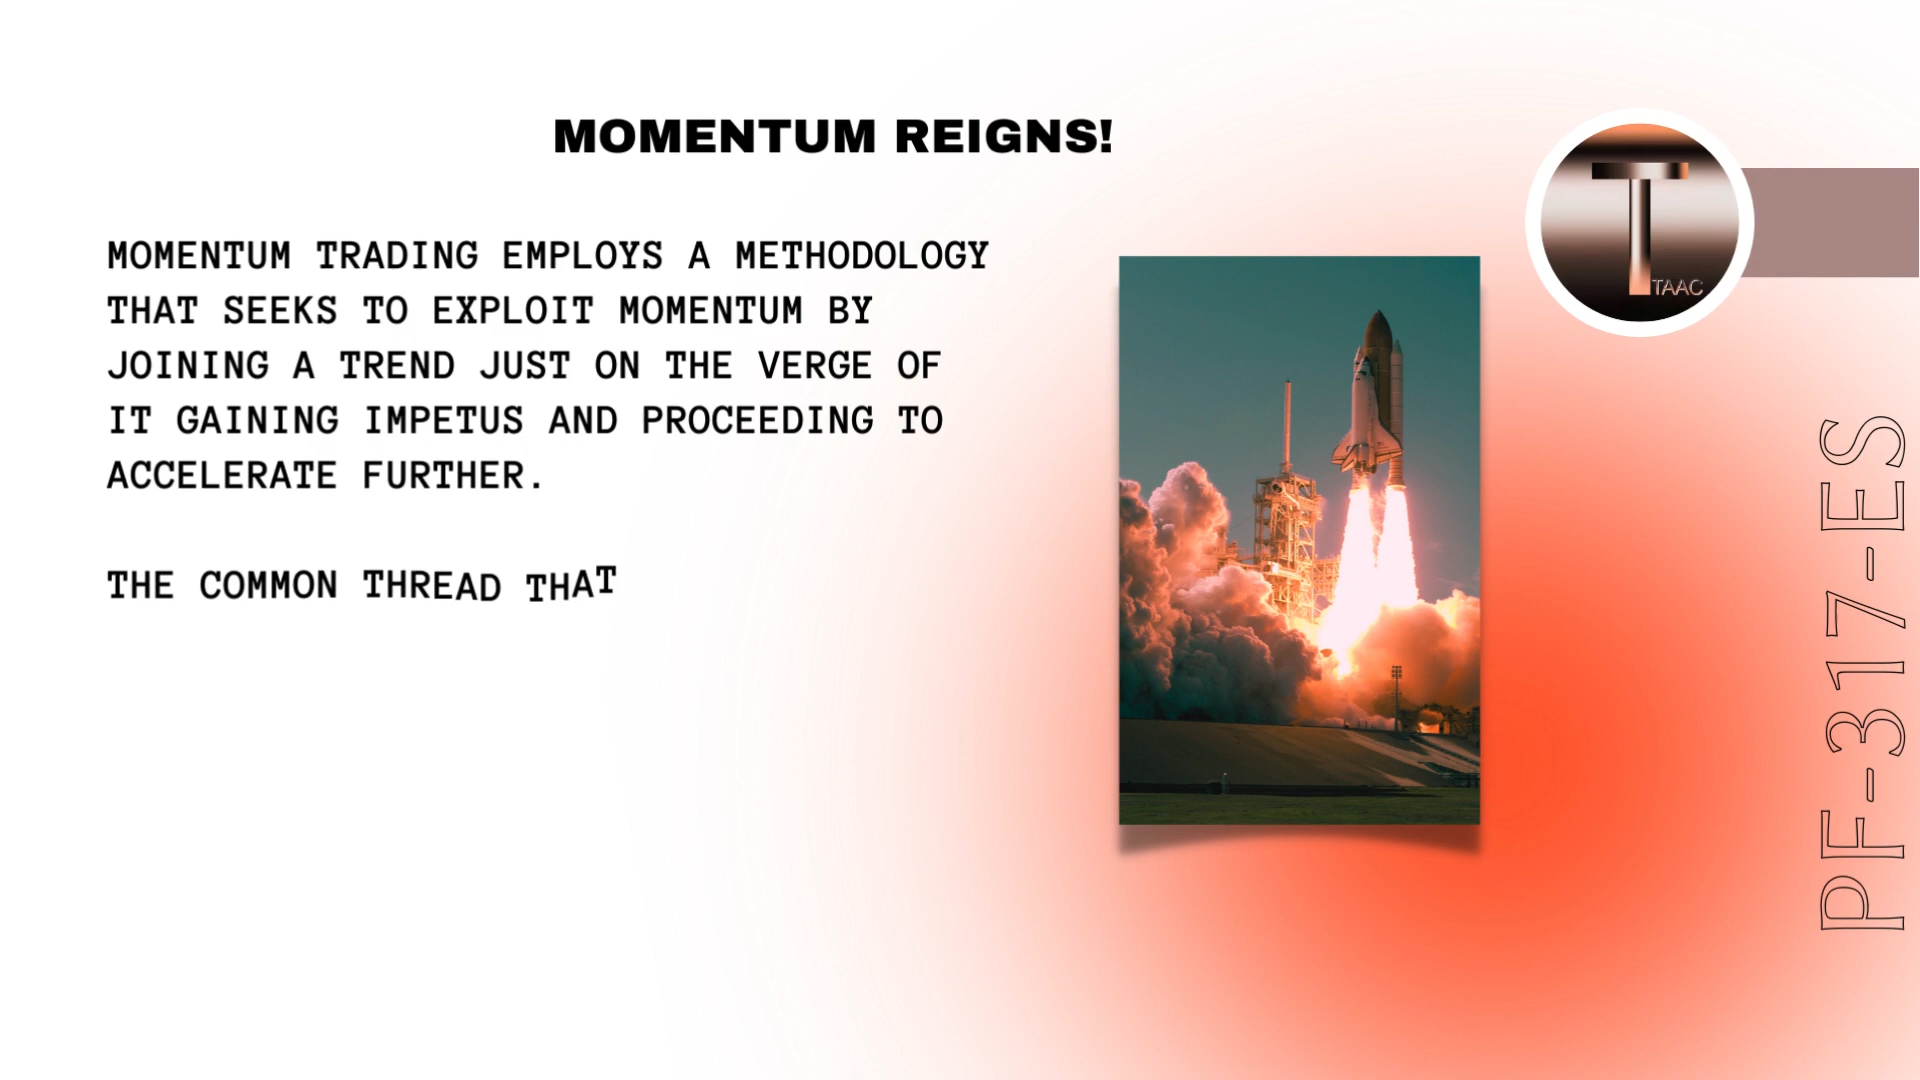 MOMENTUM REIGNS!
MOMENTUM TRADING EMPLOYS A METHODOLOGY
THAT SEEKS TO EXPLOIT MOMENTUM BY
JOINING A TREND JUST ON THE VERGE OF
IT GAINING IMPETUS AND PROCEEDING TO
ACCELERATE FURTHER.
THE COMMON THREAD THAT
T
TAAC
PF-317-ES